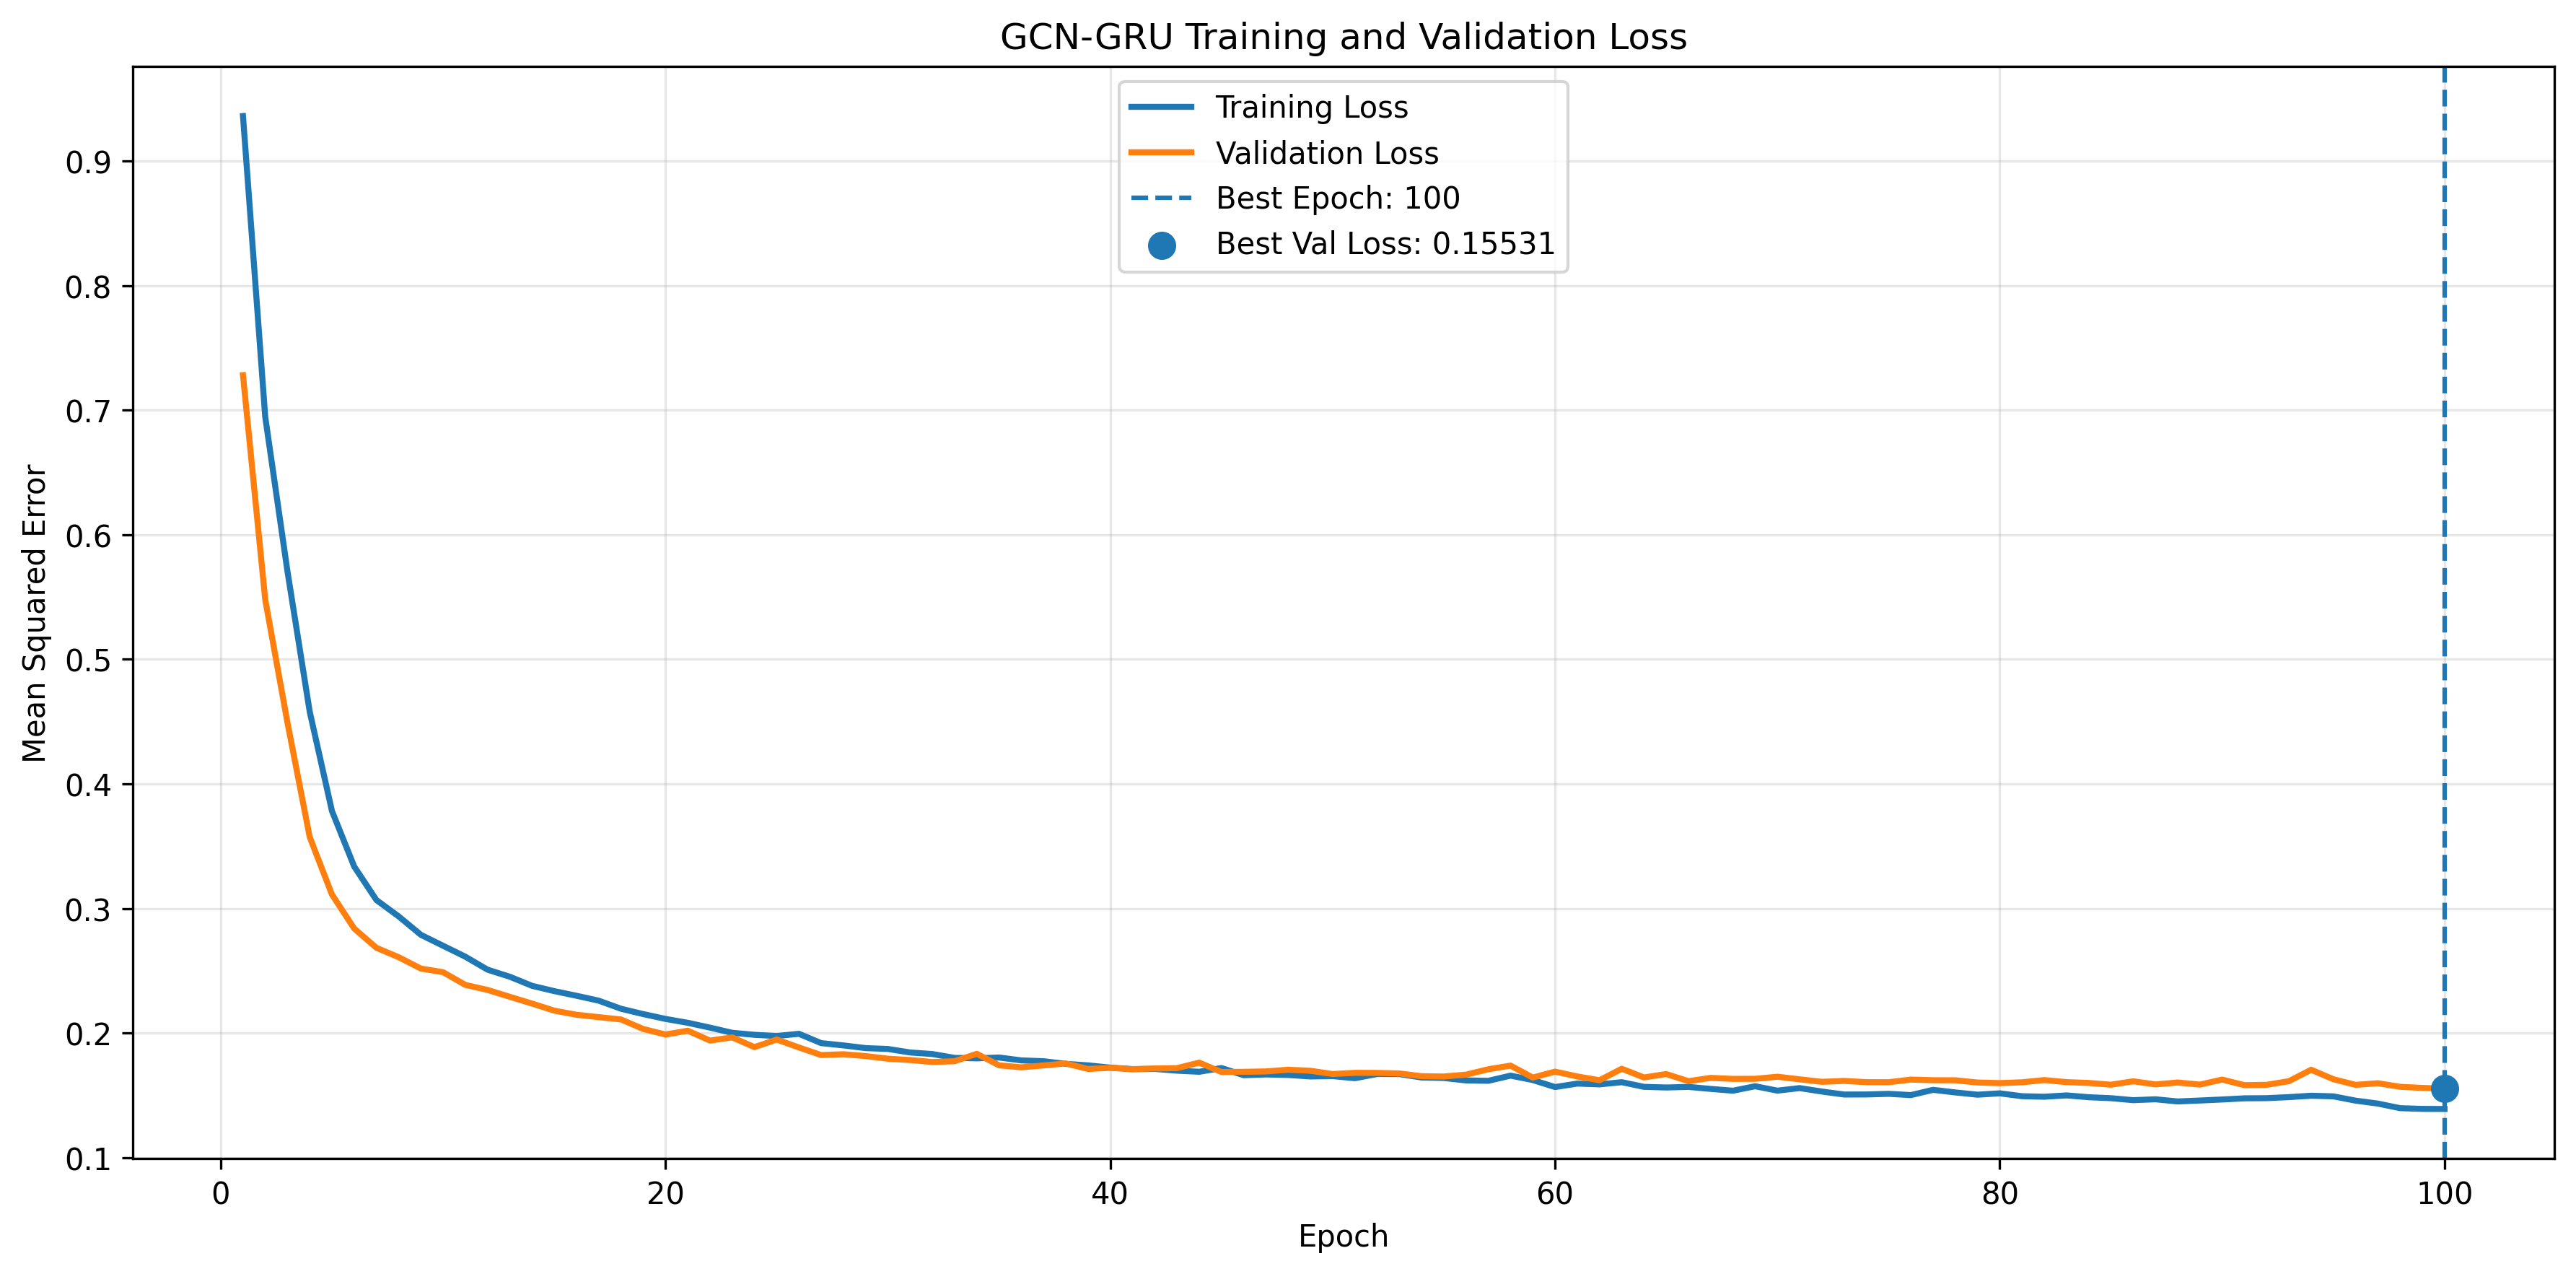 GCN-GRU Training and Validation Loss
Training Loss
Validation Loss
Best Epoch: 100
Best Val Loss: 0.15531
Mean Squared Error
0.9
0.8
0.7
0.6
0.5
0.4
0.3
0.2
0.1
0 20 40 60 80 100
Epoch